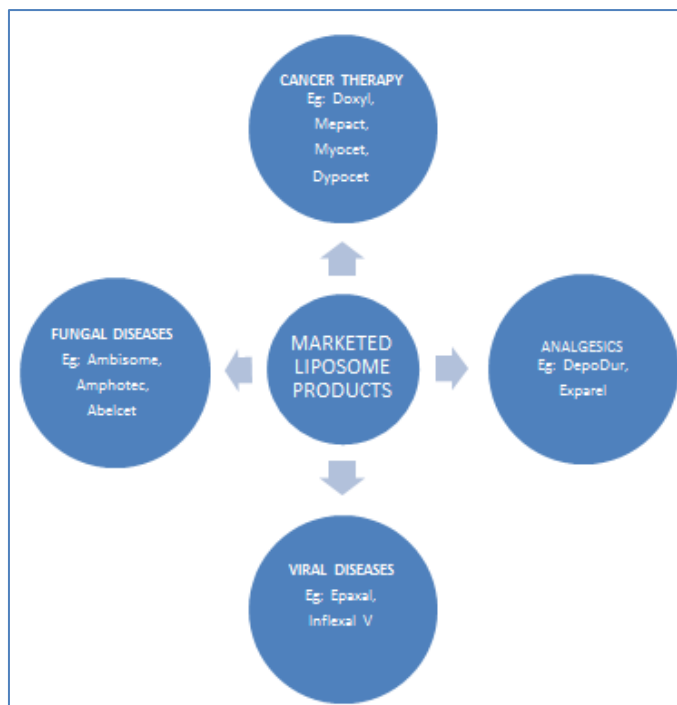 CANCER THERAPY
Eg: Doxyl,
Mepact,
Myocet,
Dypocet
FUNGAL DISEASES
Eg; Ambisome,
Amphotec,
Abelcet
MARKETED
LIPOSOME
PRODUCTS
ANALGESICS
Eg: DepoDur,
Exparel
VIRAL DISEASES
Eg; Epaxal,
Inflexal V